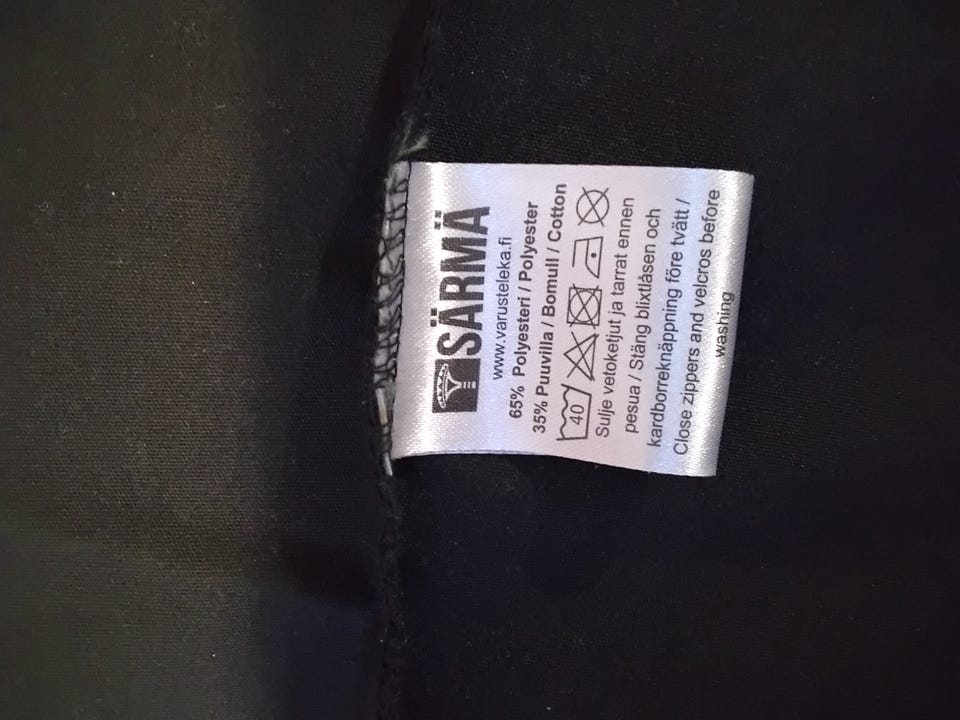 SÄRMÄ
www.varusteleka.fi
65% Polyesteri / Polyester
35% Puuvilla / Bomull / Cotton
40
Sulje vetoketjut ja tarrat ennen
pesua / Stäng blixtlåsen och
kardborreknäppning före tvätt /
Close zippers and velcros before
washing